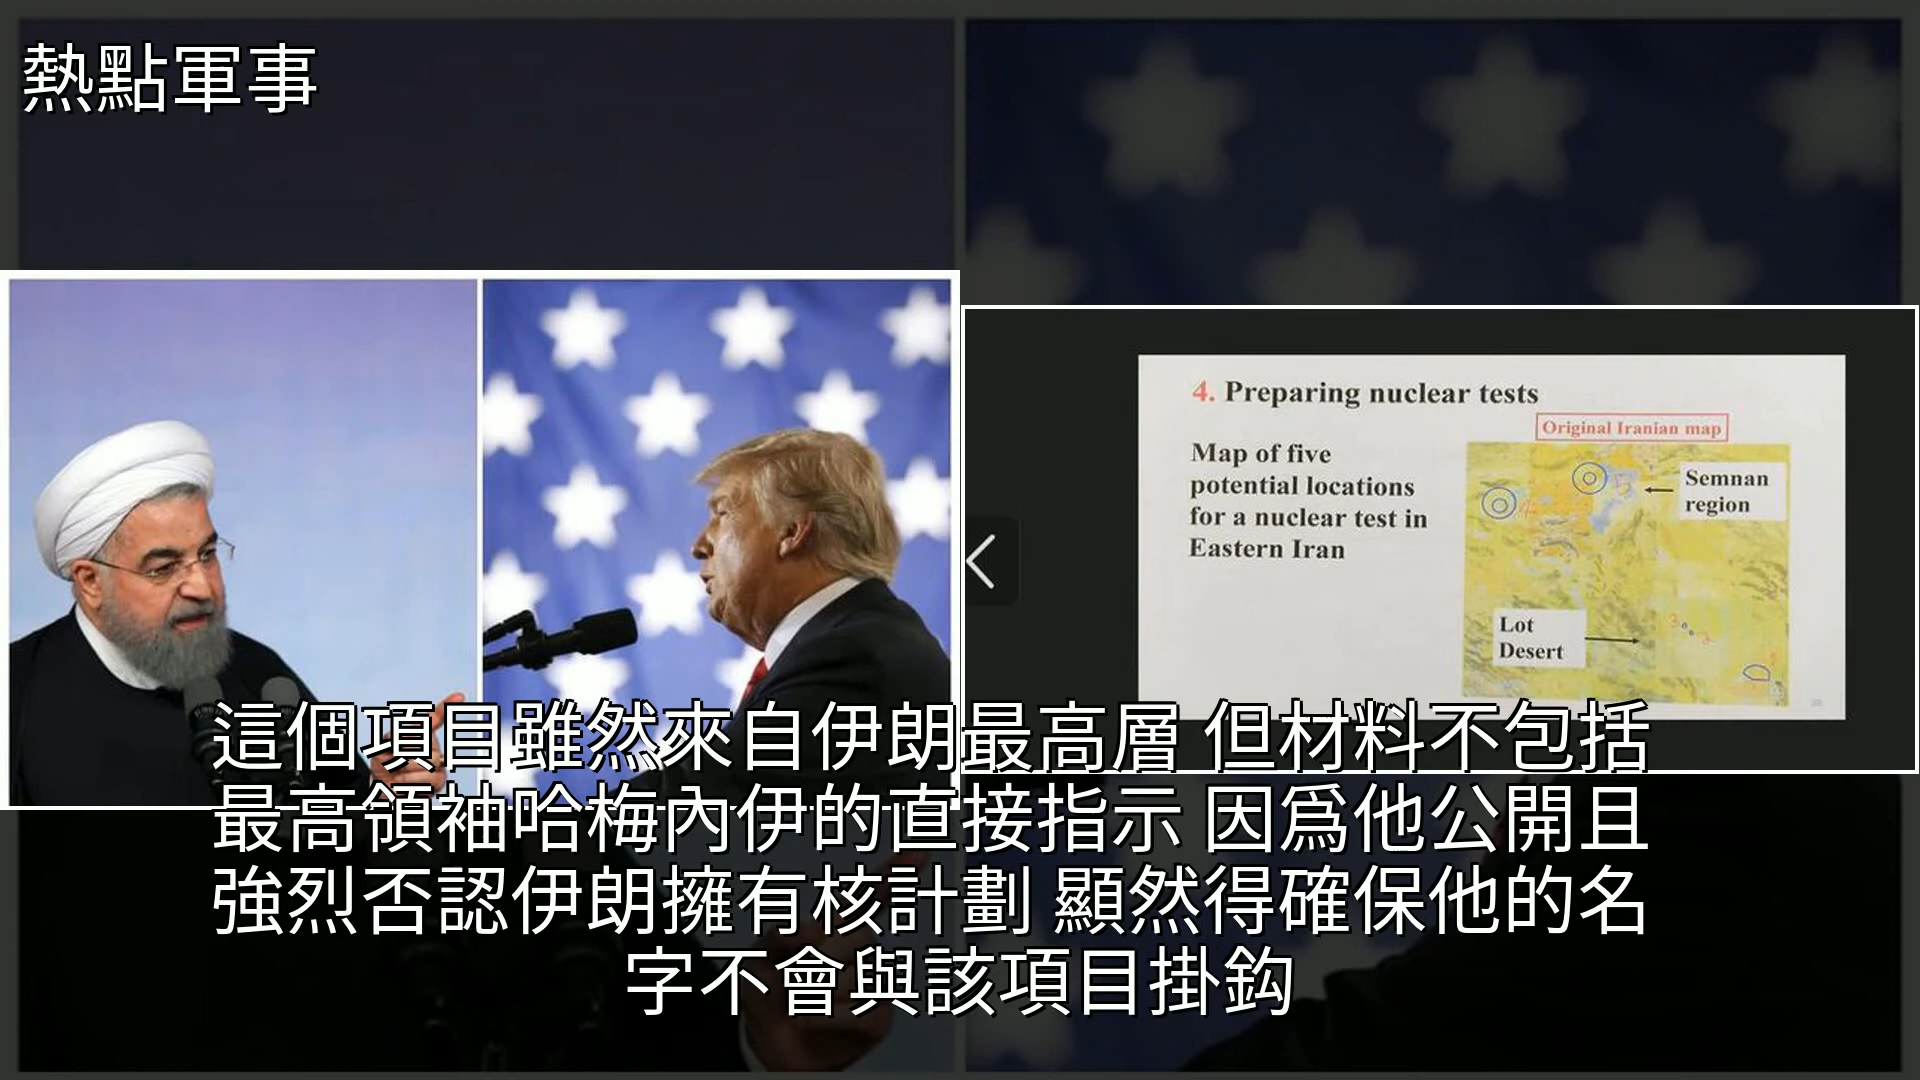 熱點軍事
4. Preparing nuclear tests
Original Iranian map
Map of five
potential locations
for a nuclear test in
Eastern Iran
Semnan
region
Lot
Desert
這個項目雖然來自伊朗最高層 但材料不包括
最高領袖哈梅內伊的直接指示 因爲他公開且
強烈否認伊朗擁有核計劃 顯然得確保他的名
字不會與該項目掛鈎